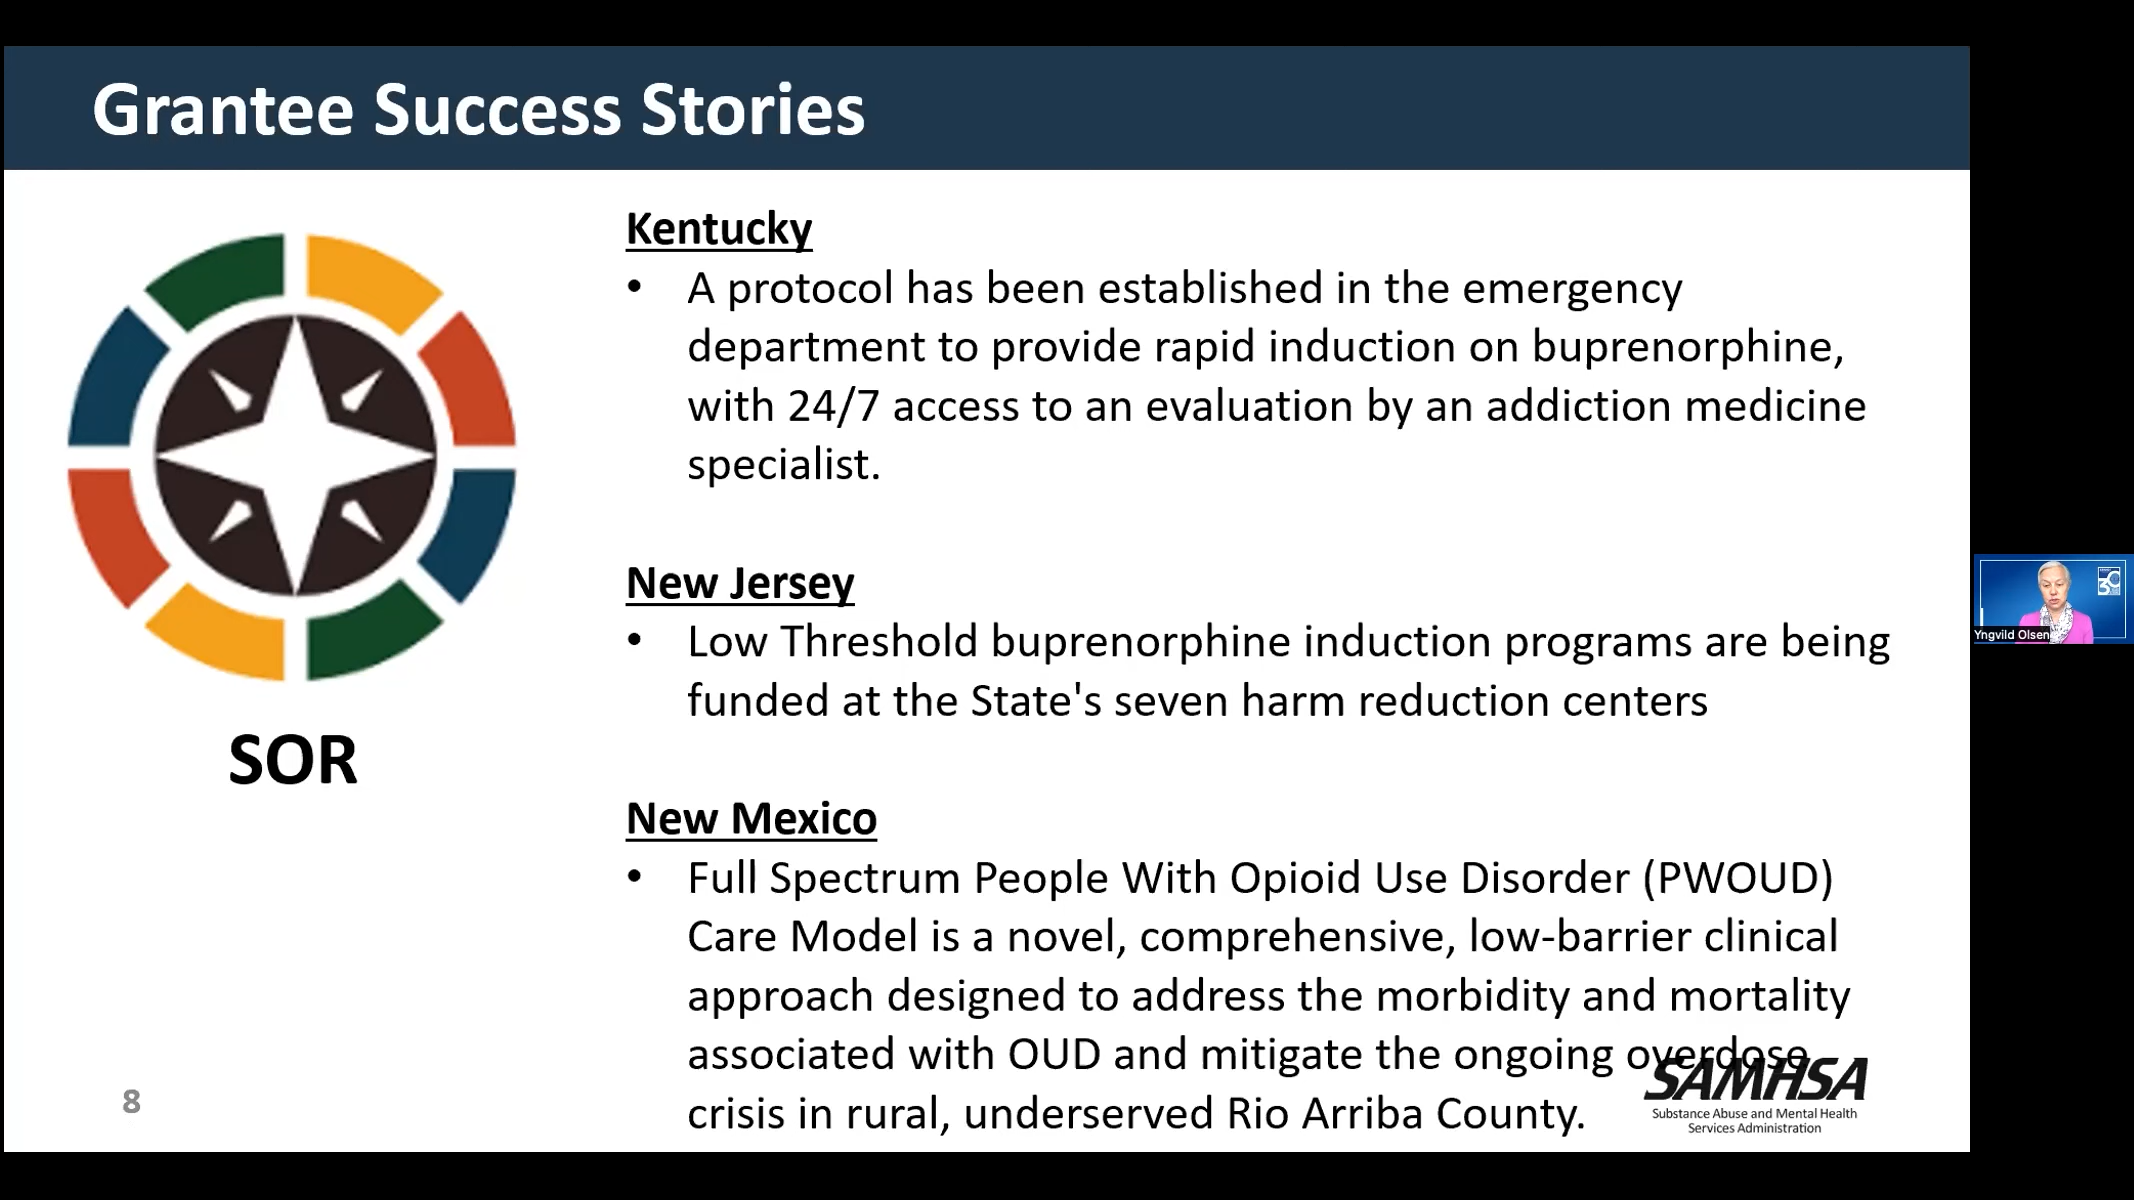 Grantee Success Stories
Kentucky
• A protocol has been established in the emergency
department to provide rapid induction on buprenorphine,
with 24/7 access to an evaluation by an addiction medicine
specialist.
New Jersey
• Low Threshold buprenorphine induction programs are being
funded at the State's seven harm reduction centers
SOR
New Mexico
• Full Spectrum People With Opioid Use Disorder (PWOUD)
Care Model is a novel, comprehensive, low-barrier clinical
approach designed to address the morbidity and mortality
associated with OUD and mitigate the ongoing overdose
crisis in rural, underserved Rio Arriba County.
8
SAMHSA
Substance Abuse and Mental Health
Services Administration
30
Yngvild Olsen